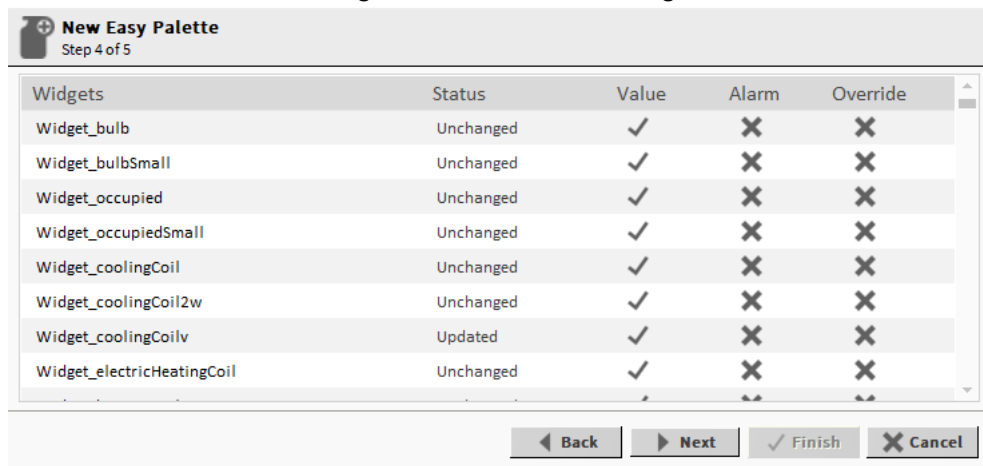 New Easy Palette
Step 4 of 5
Widgets Status Value Alarm Override
Widget_bulb Unchanged
Widget_bulbSmall Unchanged
Widget_occupied Unchanged
Widget_occupiedSmall Unchanged
Widget_coolingCoil Unchanged
Widget_coolingCoil2w Unchanged
Widget_coolingCoilv Updated
Widget_electricHeatingCoil Unchanged
Back Next Finish Cancel